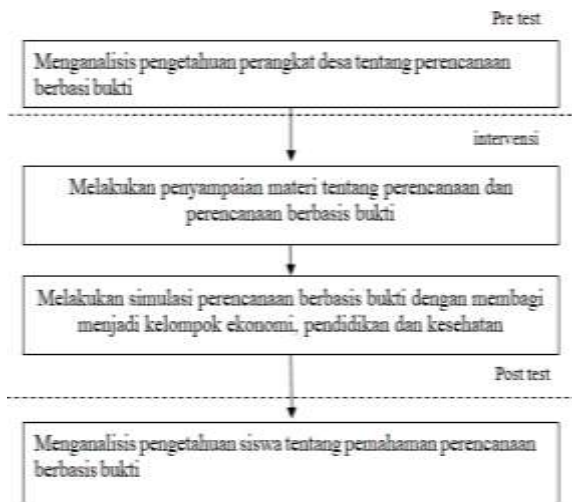 Pre test
Menganalisis pengetahuan perangkat desa tentang perencanaan
berbasi bukti
intervensi
Melakukan penyampaian materi tentang perencanaan dan
perencanaan berbasis bukti
Melakukan simulasi perencanaan berbasis bukti dengan membagi
menjadi kelompok ekonomi, pendidikan dan kesehatan
Post test
Menganalisis pengetahuan siswa tentang pemahaman perencanaan
berbasis bukti